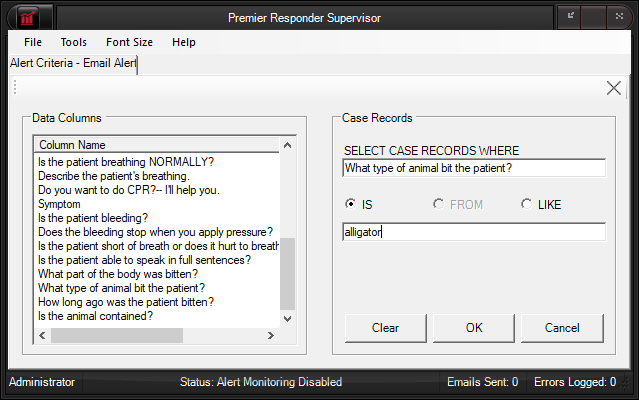 Premier Responder Supervisor
File Tools Font Size Help
Alert Criteria - Email Alert
Data Columns
Column Name
Is the patient breathing NORMALLY?
Describe the patient's breathing.
Do you want to do CPR?-- I'll help you.
Symptom
Is the patient bleeding?
Does the bleeding stop when you apply pressure?
Is the patient short of breath or does it hurt to breath
Is the patient able to speak in full sentences?
What part of the body was bitten?
What type of animal bit the patient?
How long ago was the patient bitten?
Is the animal contained?
Case Records
SELECT CASE RECORDS WHERE
What type of animal bit the patient?
IS FROM LIKE
alligator
Clear OK Cancel
Administrator Status: Alert Monitoring Disabled Emails Sent: 0 Errors Logged: 0